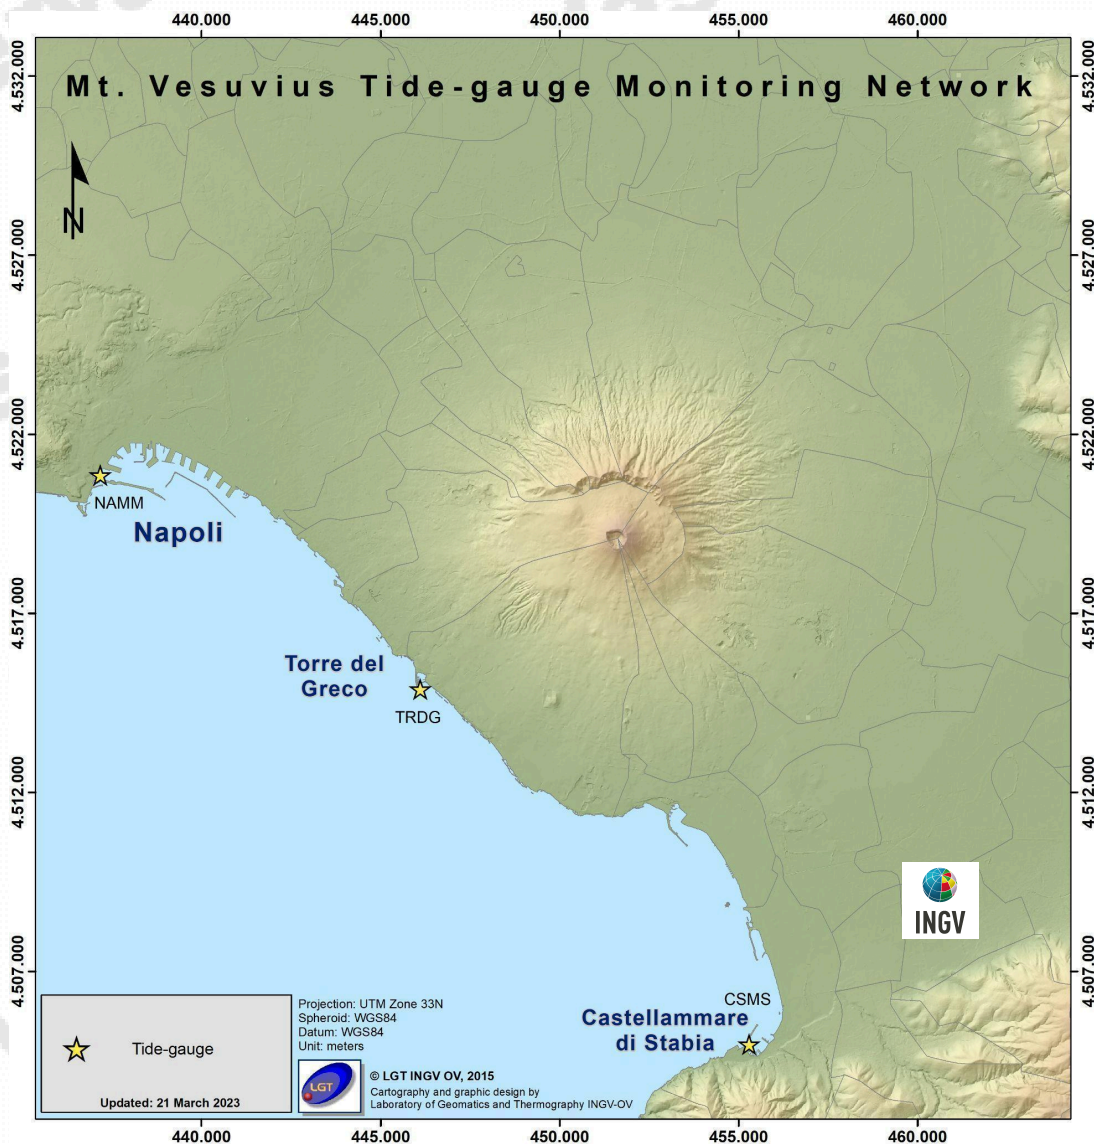 440.000 445.000 450.000 455.000 460.000
4.532.000 4.532.000
Mt. Vesuvius Tide-gauge Monitoring Network
N
4.527.000 4.527.000
4.522.000 4.522.000
NAMM
Napoli
4.517.000 4.517.000
Torre del
Greco
TRDG
4.512.000 4.512.000
INGV
4.507.000 4.507.000
CSMS
Castellammare
di Stabia
Tide-gauge
Updated: 21 March 2023
Projection: UTM Zone 33N
Spheroid: WGS84
Datum: WGS84
Unit: meters
LGT
© LGT INGV OV, 2015
Cartography and graphic design by
Laboratory of Geomatics and Thermography INGV-OV
440.000 445.000 450.000 455.000 460.000